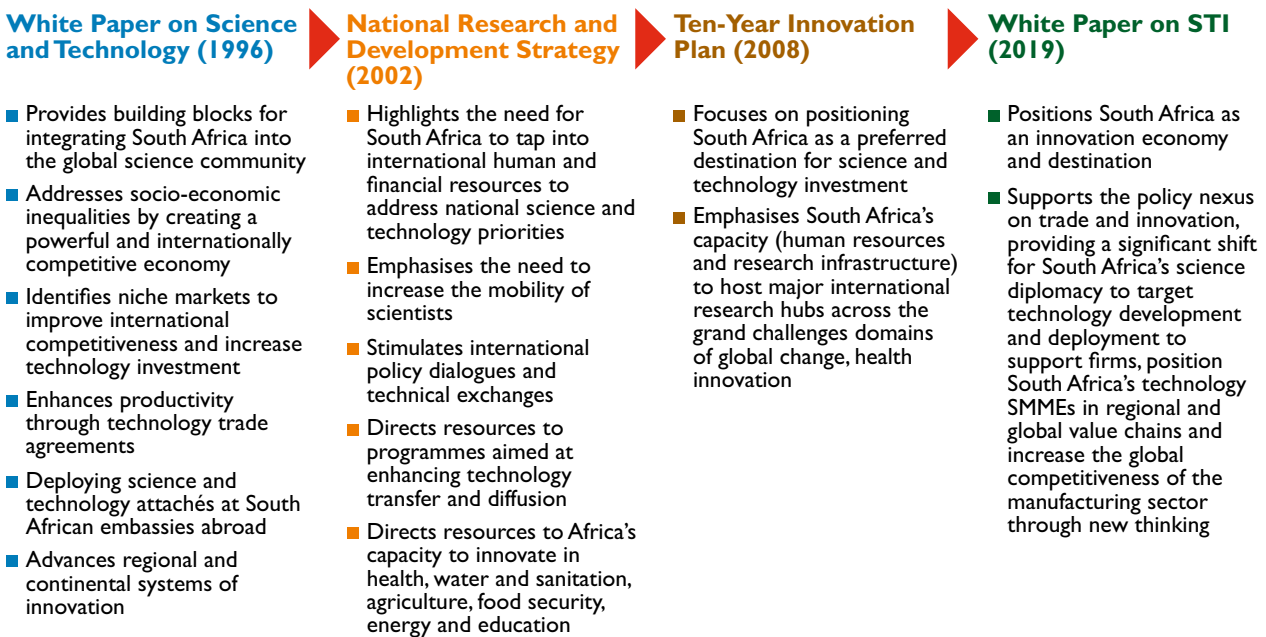 White Paper on Science
and Technology (1996)
Provides building blocks for
integrating South Africa into
the global science community
Addresses socio-economic
inequalities by creating a
powerful and internationally
competitive economy
Identifies niche markets to
improve international
competitiveness and increase
technology investment
Enhances productivity
through technology trade
agreements
Deploying science and
technology attachés at South
African embassies abroad
Advances regional and
continental systems of
innovation
National Research and
Development Strategy
(2002)
Highlights the need for
South Africa to tap into
international human and
financial resources to
address national science and
technology priorities
Emphasises the need to
increase the mobility of
scientists
Stimulates international
policy dialogues and
technical exchanges
Directs resources to
programmes aimed at
enhancing technology
transfer and diffusion
Directs resources to Africa's
capacity to innovate in
health, water and sanitation,
agriculture, food security,
energy and education
Ten-Year Innovation
Plan (2008)
Focuses on positioning
South Africa as a preferred
destination for science and
technology investment
Emphasises South Africa's
capacity (human resources
and research infrastructure)
to host major international
research hubs across the
grand challenges domains
of global change, health
innovation
White Paper on STI
(2019)
Positions South Africa as
an innovation economy
and destination
Supports the policy nexus
on trade and innovation,
providing a significant shift
for South Africa's science
diplomacy to target
technology development
and deployment to
support firms, position
South Africa's technology
SMMEs in regional and
global value chains and
increase the global
competitiveness of the
manufacturing sector
through new thinking